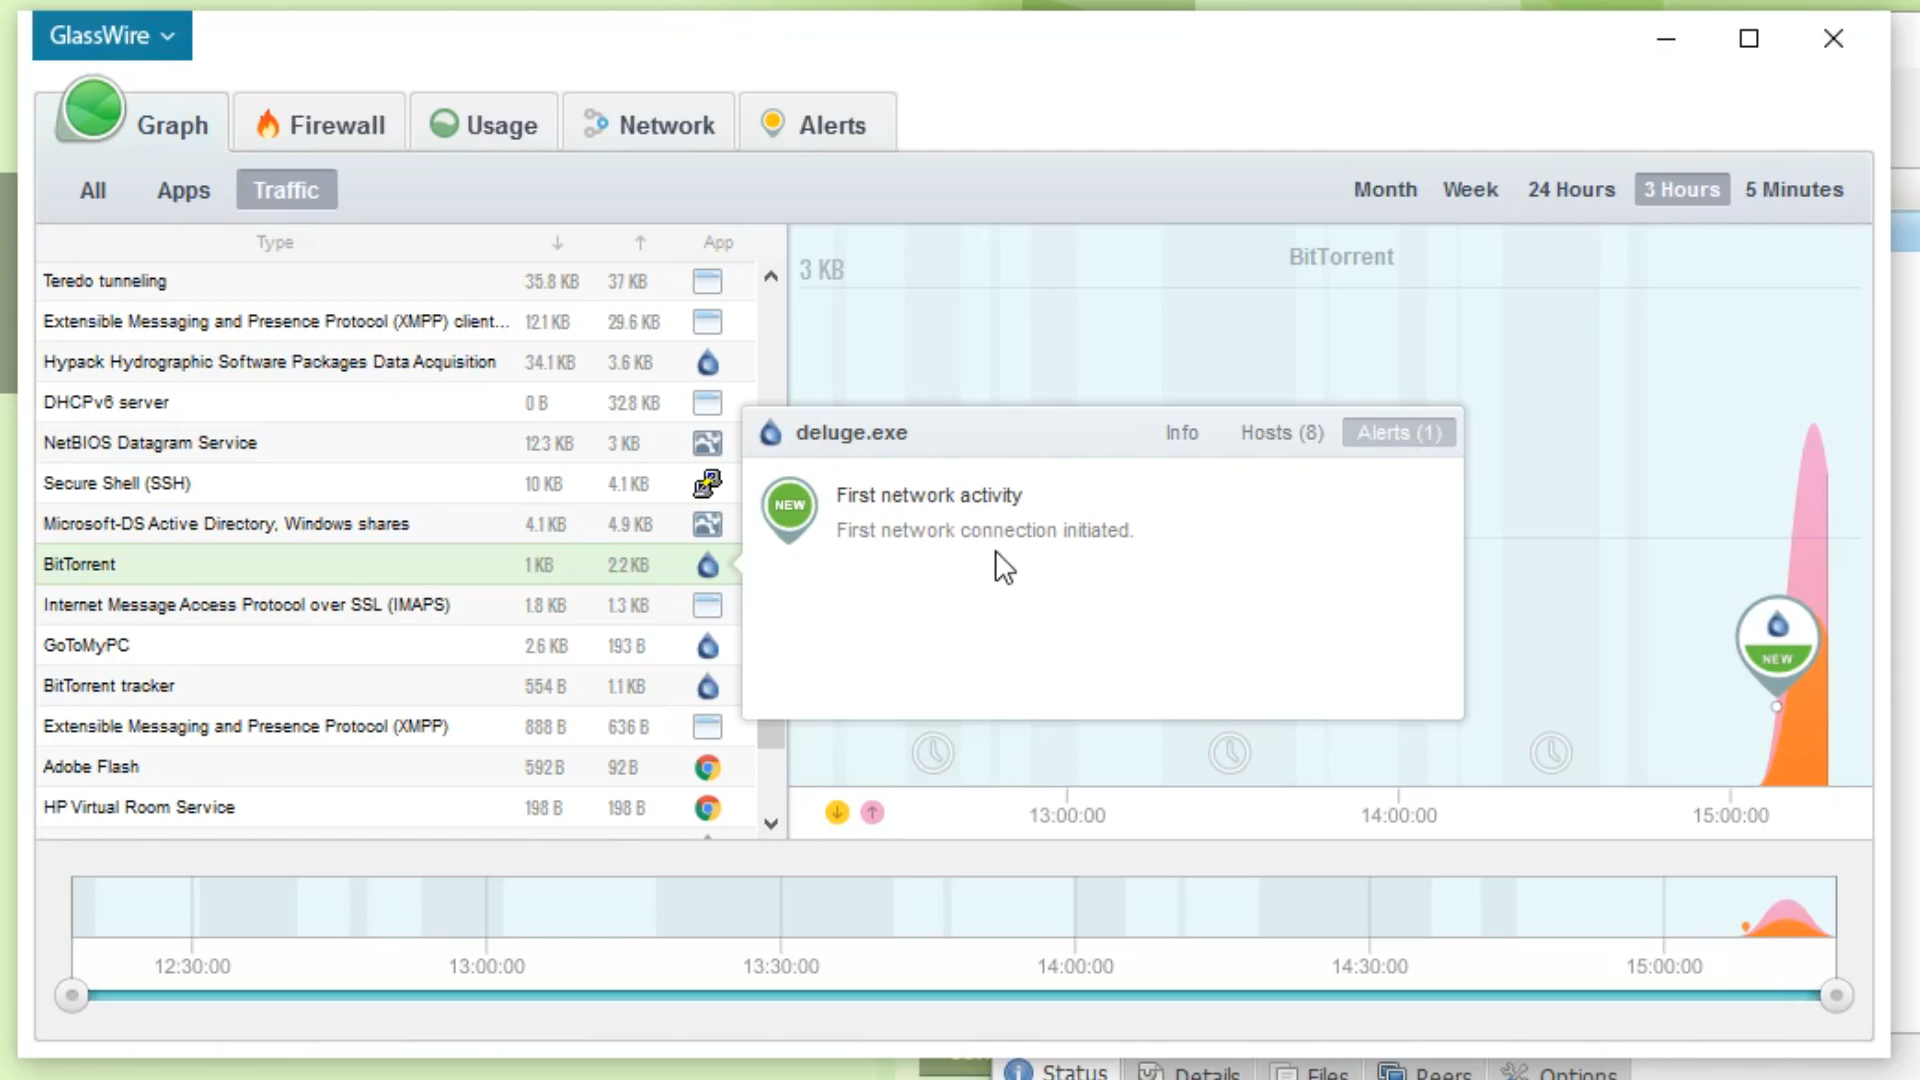 GlassWire
Graph
Firewall
Usage
Network
Alerts
All
Apps
Traffic
Month
Week
24 Hours
3 Hours
5 Minutes
Type ↓ ↑ App
Teredo tunneling 35.8 KB 37 KB
Extensible Messaging and Presence Protocol (XMPP) client... 12.1 KB 29.6 KB
Hypack Hydrographic Software Packages Data Acquisition 34.1 KB 3.6 KB
DHCPv6 server 0 B 32.8 KB
NetBIOS Datagram Service 12.3 KB 3 KB
Secure Shell (SSH) 10 KB 4.1 KB
Microsoft-DS Active Directory, Windows shares 4.1 KB 4.9 KB
BitTorrent 1 KB 2.2 KB
Internet Message Access Protocol over SSL (IMAPS) 1.8 KB 1.3 KB
GoToMyPC 2.6 KB 193 B
BitTorrent tracker 554 B 1.1 KB
Extensible Messaging and Presence Protocol (XMPP) 888 B 636 B
Adobe Flash 592 B 92 B
HP Virtual Room Service 198 B 198 B
3 KB
BitTorrent
deluge.exe
Info
Hosts (8)
Alerts (1)
NEW
First network activity
First network connection initiated.
NEW
13:00:00 14:00:00 15:00:00
12:30:00 13:00:00 13:30:00 14:00:00 14:30:00 15:00:00
Status
Details
Files
Peers
Options